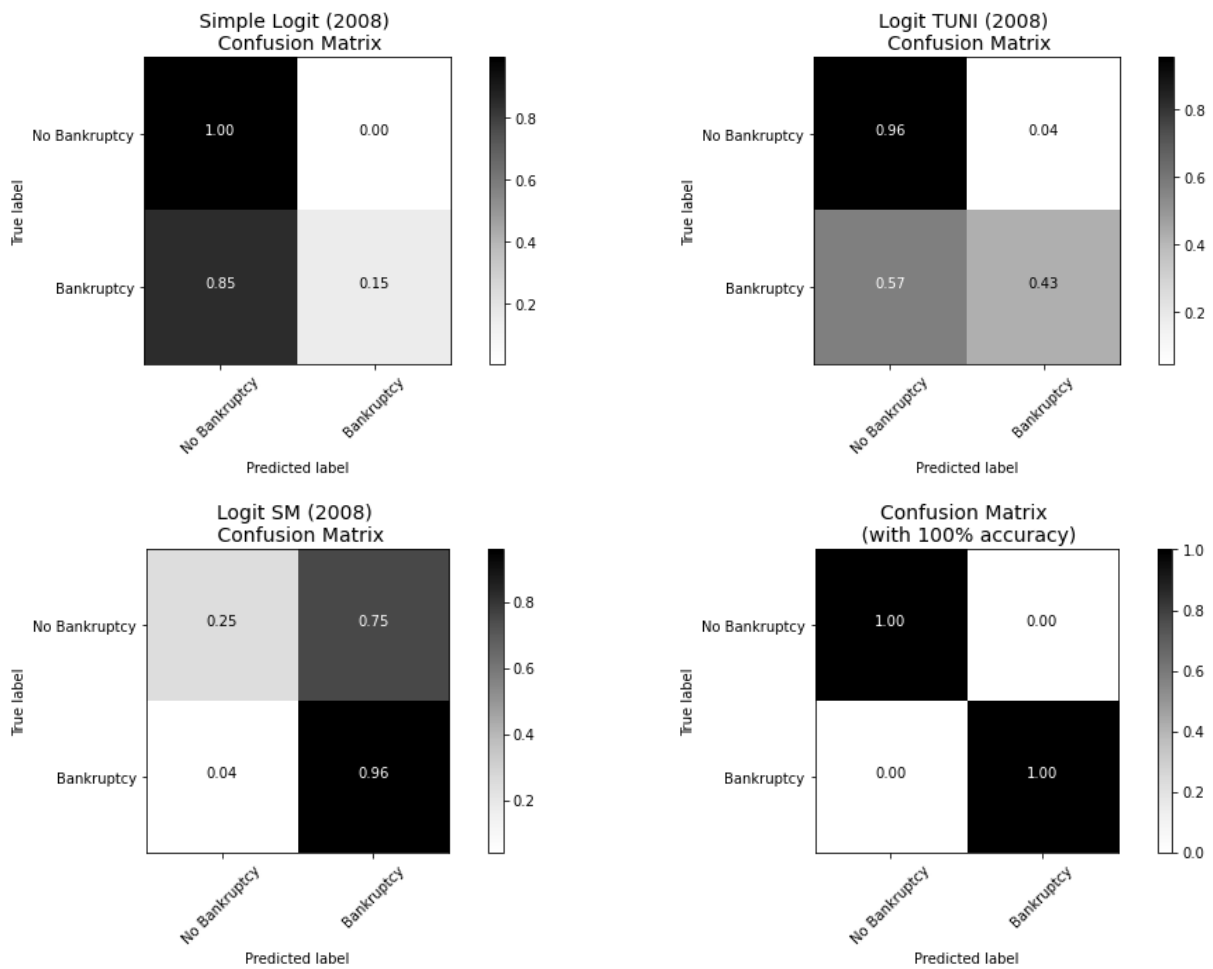 Simple Logit (2008)
Confusion Matrix
True label
No Bankruptcy
Bankruptcy
1.00
0.00
0.85
0.15
0.8
0.6
0.4
0.2
No Bankruptcy
Bankruptcy
Predicted label
Logit TUNI (2008)
Confusion Matrix
True label
No Bankruptcy
Bankruptcy
0.96
0.04
0.57
0.43
0.8
0.6
0.4
0.2
No Bankruptcy
Bankruptcy
Predicted label
Logit SM (2008)
Confusion Matrix
True label
No Bankruptcy
Bankruptcy
0.25
0.75
0.04
0.96
0.8
0.6
0.4
0.2
No Bankruptcy
Bankruptcy
Predicted label
Confusion Matrix
(with 100% accuracy)
True label
No Bankruptcy
Bankruptcy
1.00
0.00
0.00
1.00
1.0
0.8
0.6
0.4
0.2
0.0
No Bankruptcy
Bankruptcy
Predicted label